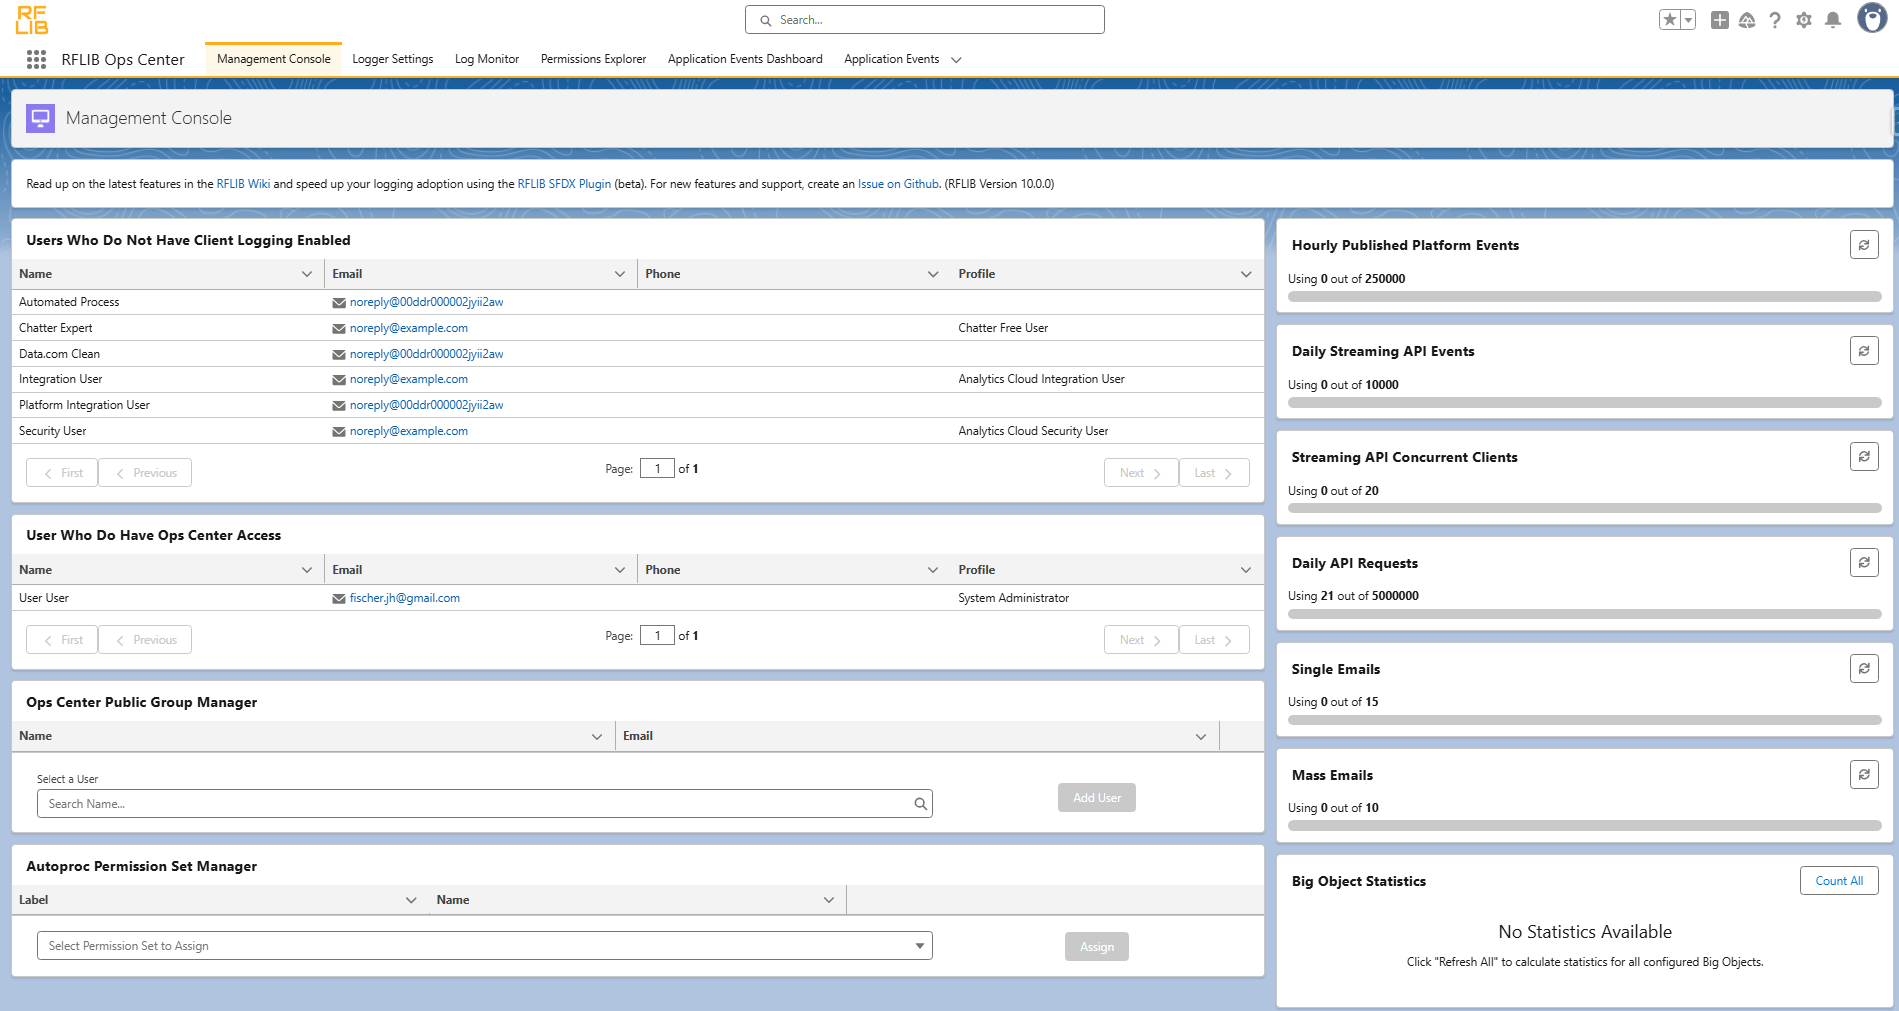 RF
LIB
Search...
RFLIB Ops Center
Management Console
Logger Settings
Log Monitor
Permissions Explorer
Application Events Dashboard
Application Events
Management Console
Read up on the latest features in the RFLIB Wiki and speed up your logging adoption using the RFLIB SFDX Plugin (beta). For new features and support, create an Issue on Github. (RFLIB Version 10.0.0)
Users Who Do Not Have Client Logging Enabled
Name Email Phone Profile
Automated Process noreply@00ddr000002jyii2aw
Chatter Expert noreply@example.com Chatter Free User
Data.com Clean noreply@00ddr000002jyii2aw
Integration User noreply@example.com Analytics Cloud Integration User
Platform Integration User noreply@00ddr000002jyii2aw
Security User noreply@example.com Analytics Cloud Security User
First Previous Page: 1 of 1 Next Last
User Who Do Have Ops Center Access
Name Email Phone Profile
User User fischer.jh@gmail.com System Administrator
First Previous Page: 1 of 1 Next Last
Ops Center Public Group Manager
Name Email
Select a User
Search Name... Add User
Autoproc Permission Set Manager
Label Name
Select Permission Set to Assign Assign
Hourly Published Platform Events
Using 0 out of 250000
Daily Streaming API Events
Using 0 out of 10000
Streaming API Concurrent Clients
Using 0 out of 20
Daily API Requests
Using 21 out of 5000000
Single Emails
Using 0 out of 15
Mass Emails
Using 0 out of 10
Big Object Statistics Count All
No Statistics Available
Click "Refresh All" to calculate statistics for all configured Big Objects.